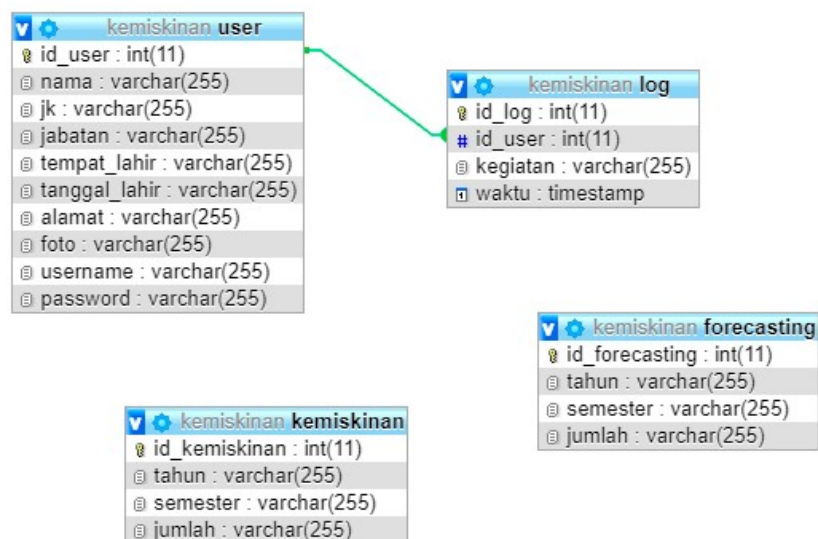 kemiskinan user
id_user : int(11)
nama : varchar(255)
jk : varchar(255)
jabatan : varchar(255)
tempat_lahir : varchar(255)
tanggal_lahir : varchar(255)
alamat : varchar(255)
foto : varchar(255)
username : varchar(255)
password : varchar(255)
kemiskinan log
id_log : int(11)
# id_user : int(11)
kegiatan : varchar(255)
waktu : timestamp
kemiskinan forecasting
id_forecasting : int(11)
tahun : varchar(255)
semester : varchar(255)
jumlah : varchar(255)
kemiskinan kemiskinan
id_kemiskinan : int(11)
tahun : varchar(255)
semester : varchar(255)
jumlah : varchar(255)